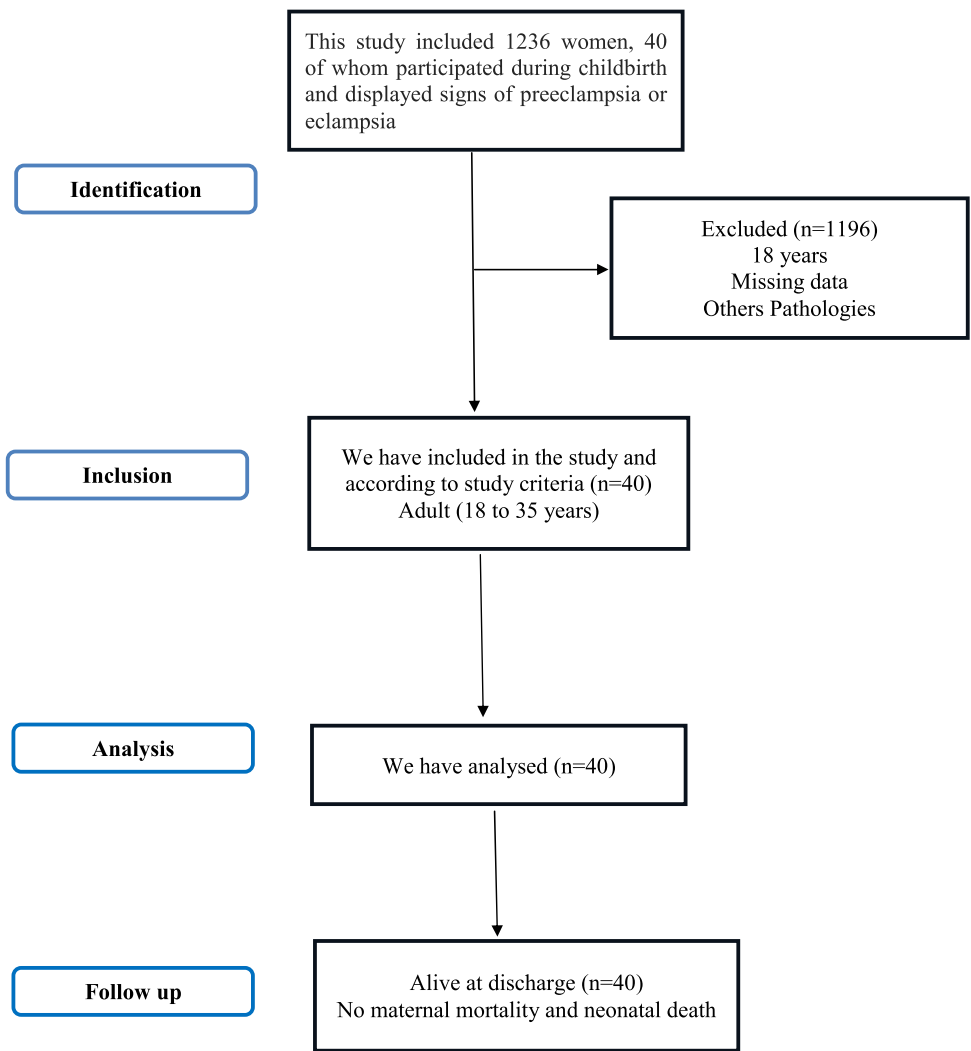 This study included 1236 women, 40
of whom participated during childbirth
and displayed signs of preeclampsia or
eclampsia
Identification
Excluded (n=1196)
18 years
Missing data
Others Pathologies
Inclusion
We have included in the study and
according to study criteria (n=40)
Adult (18 to 35 years)
Analysis
We have analysed (n=40)
Follow up
Alive at discharge (n=40)
No maternal mortality and neonatal death